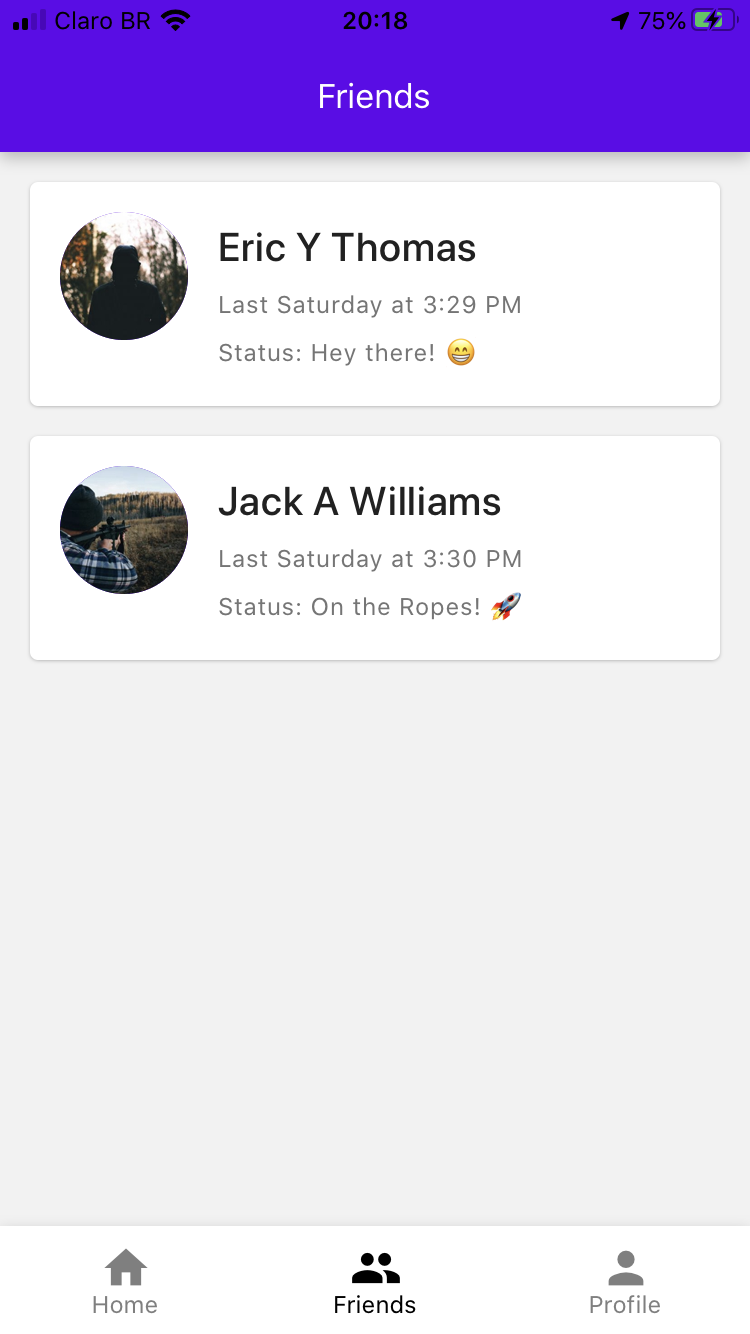 Claro BR 20:18 75%
Friends
Eric Y Thomas
Last Saturday at 3:29 PM
Status: Hey there! 😁
Jack A Williams
Last Saturday at 3:30 PM
Status: On the Ropes! 🚀
Home Friends Profile